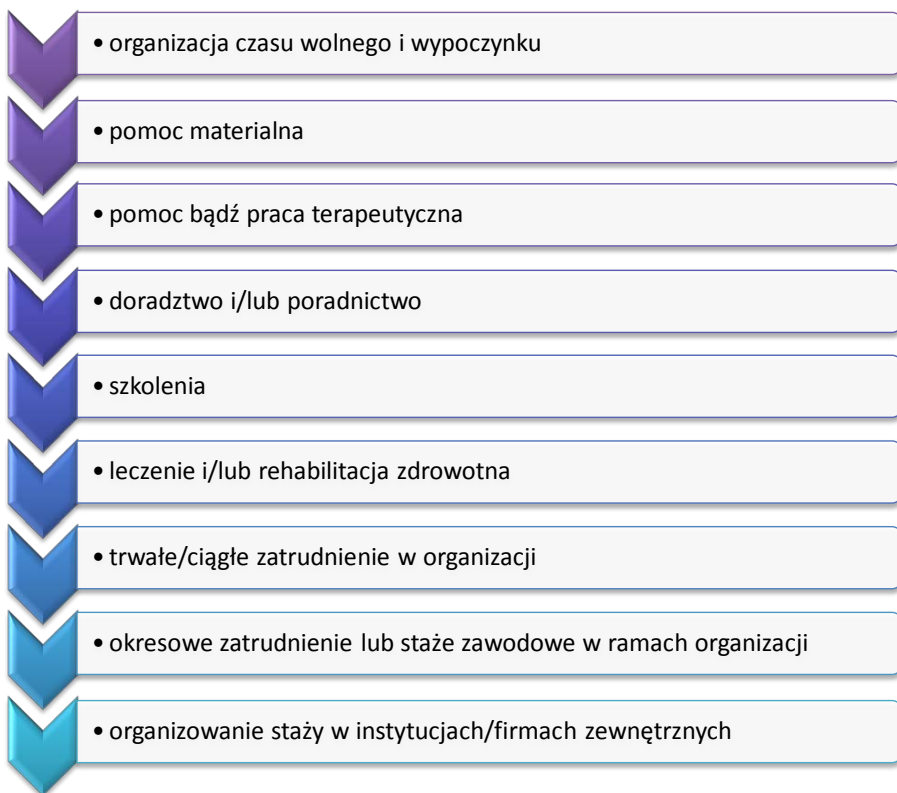 • organizacja czasu wolnego i wypoczynku
• pomoc materialna
• pomoc bądź praca terapeutyczna
• doradztwo i/lub poradnictwo
• szkolenia
• leczenie i/lub rehabilitacja zdrowotna
• trwałe/ciągłe zatrudnienie w organizacji
• okresowe zatrudnienie lub staże zawodowe w ramach organizacji
• organizowanie staży w instytucjach/firmach zewnętrznych